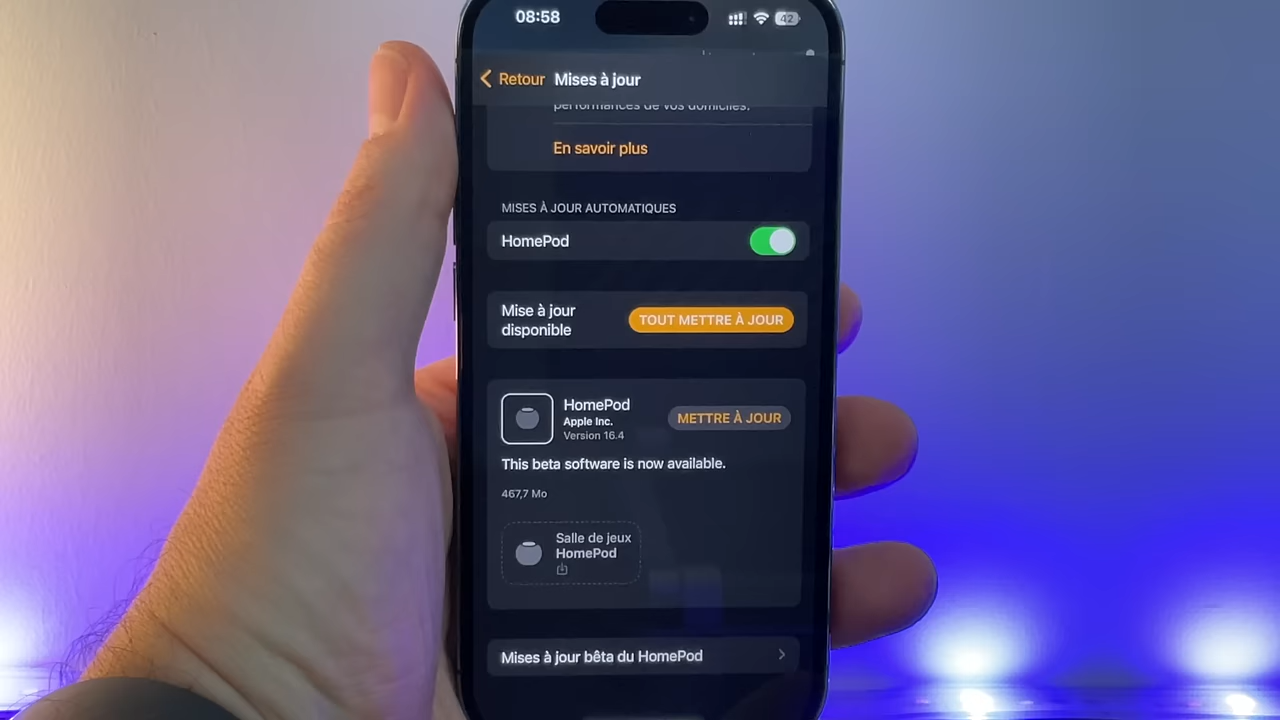 08:58
42
Retour Mises à jour
performances de vos domiciles.
En savoir plus
MISES À JOUR AUTOMATIQUES
HomePod
Mise à jour
disponible
TOUT METTRE À JOUR
HomePod
Apple Inc.
Version 16.4
METTRE À JOUR
This beta software is now available.
467,7 Mo
Salle de jeux
HomePod
Mises à jour bêta du HomePod